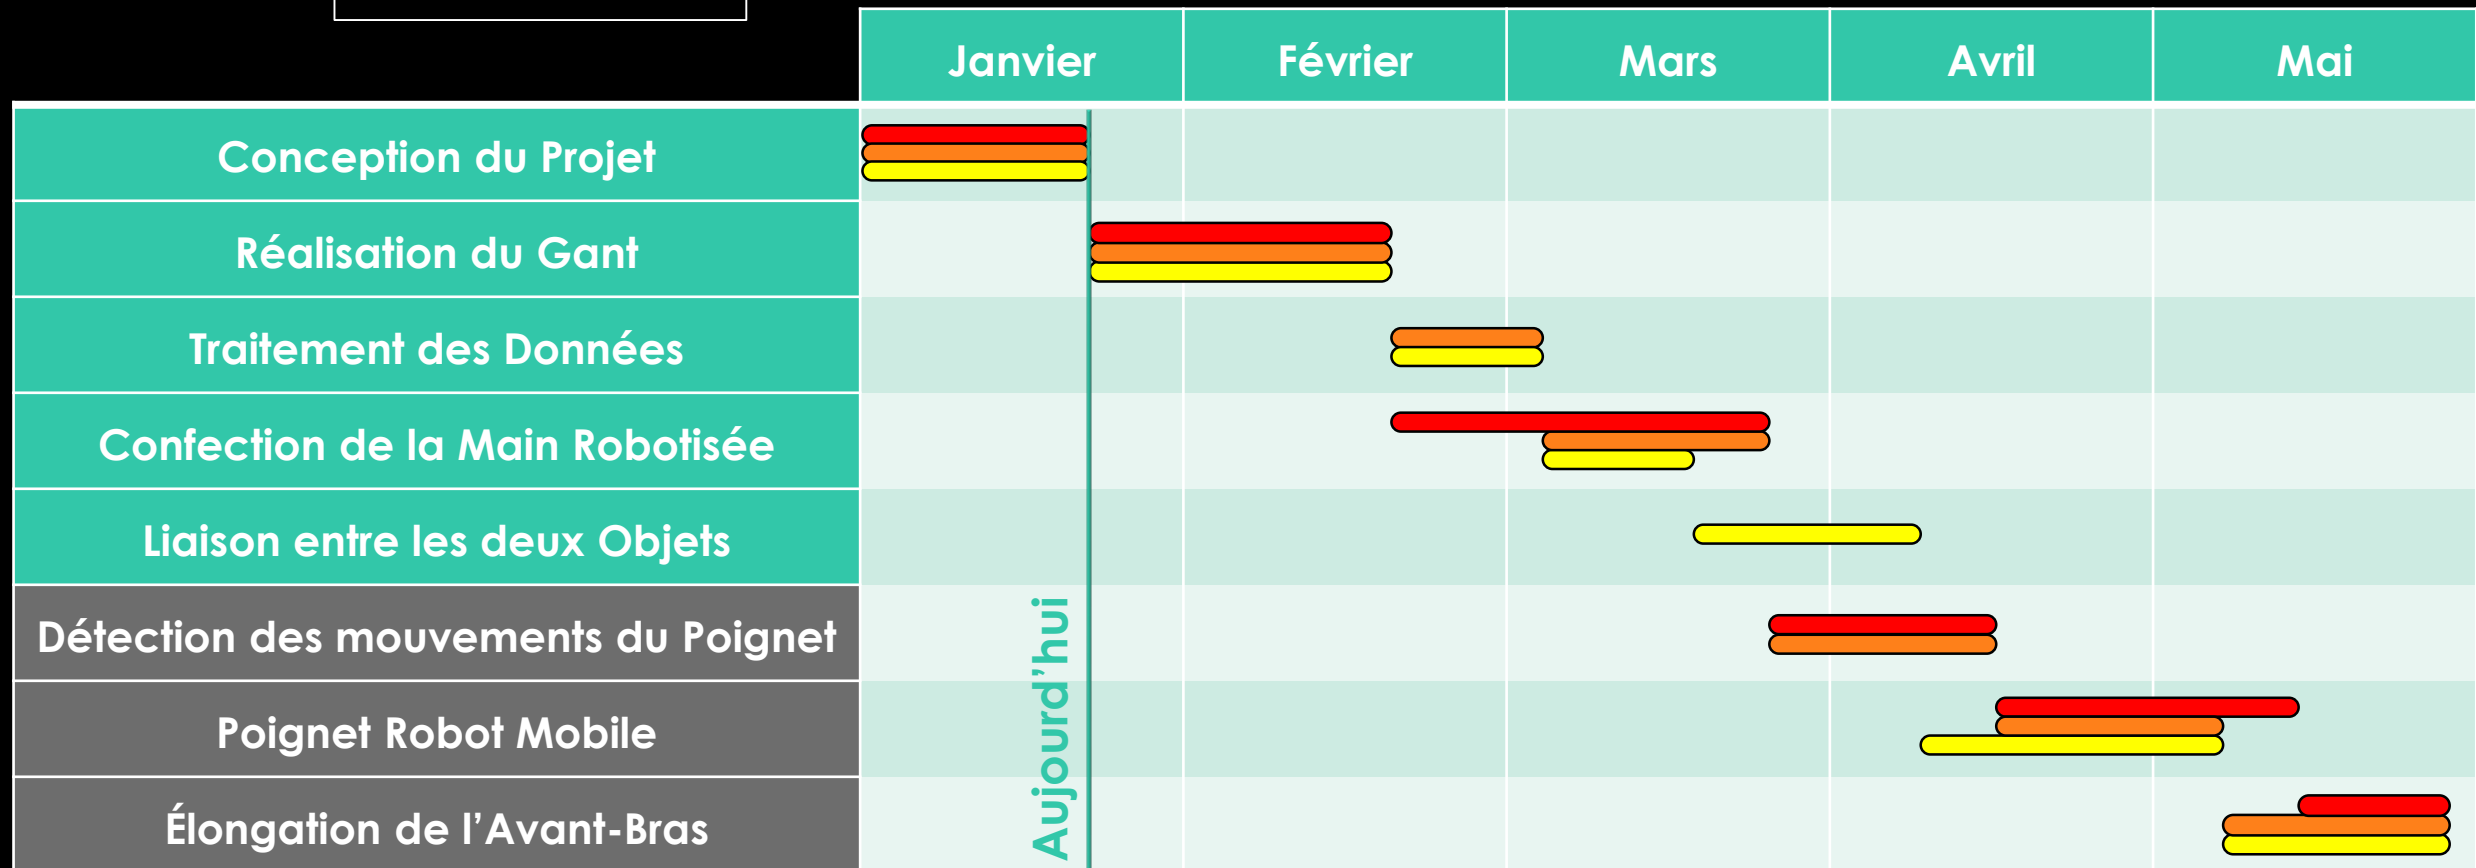 Janvier Février Mars Avril Mai
Conception du Projet
Réalisation du Gant
Traitement des Données
Confection de la Main Robotisée
Liaison entre les deux Objets
Détection des mouvements du Poignet
Poignet Robot Mobile
Élongation de l’Avant-Bras
Aujourd’hui